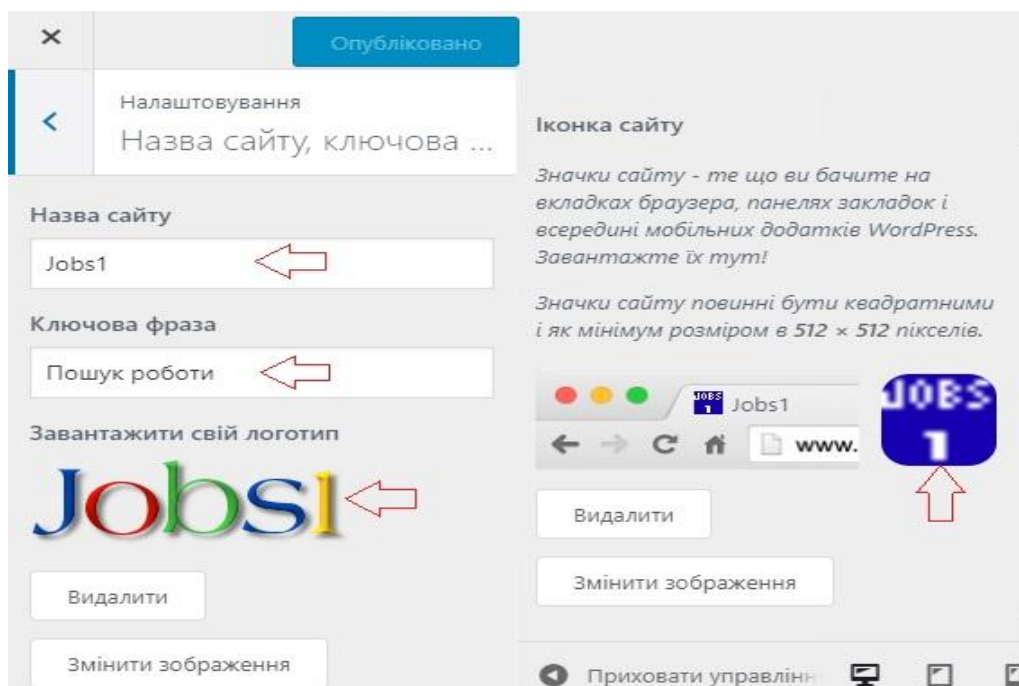 Опубліковано
Налаштовування
Назва сайту, ключова ...
Назва сайту
Jobs1
Ключова фраза
Пошук роботи
Завантажити свій логотип
Jobs1
Видалити
Змінити зображення
Іконка сайту
Значки сайту - те що ви бачите на
вкладках браузера, панелях закладок і
всередині мобільних додатків WordPress.
Завантажте їх тут!
Значки сайту повинні бути квадратними
і як мінімум розміром в 512 × 512 пікселів.
JOBS
1
Jobs1
www.
JOBS
1
Видалити
Змінити зображення
Приховати управлінн